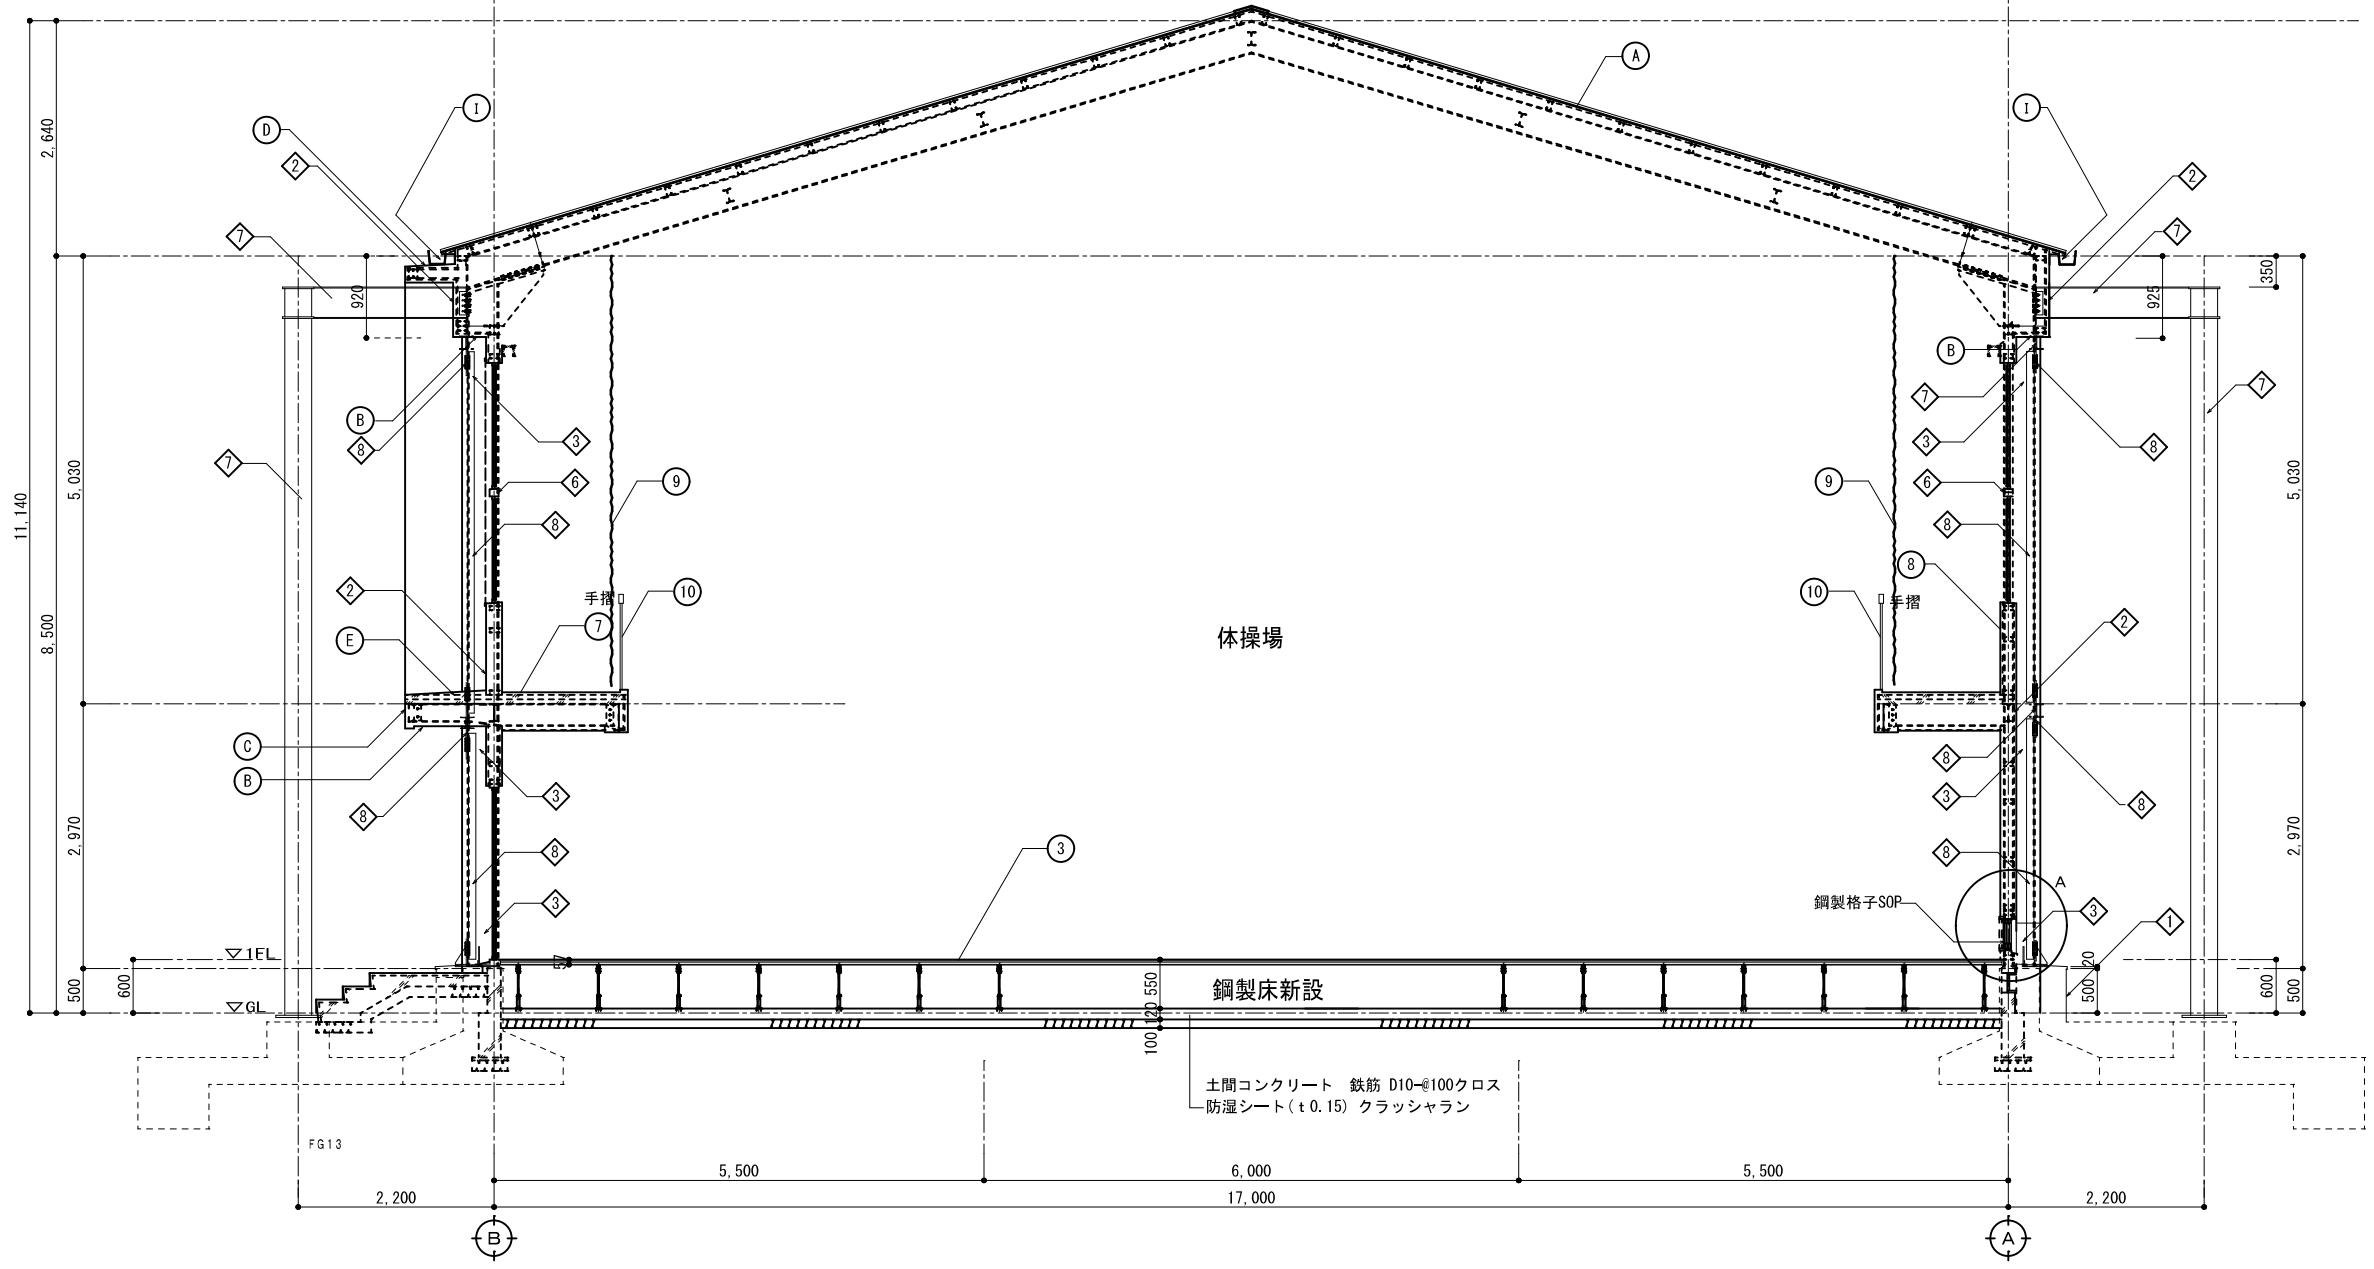 A
I
I
D
2
2
7
7
2,640
350
920
925
B
B
7
7
3
3
8
8
7
5,030
5,030
11,140
9
9
6
6
8
8
8
2
手摺
10
10
手摺
8,500
E
7
体操場
2
C
B
8
3
3
8
8
2,970
2,970
3
8
8
鋼製格子SOP
A
3
3
1
▽1FL
57
20
500
600
550
鋼製床新設
500
600
500
▽GL
120
100
土間コンクリート 鉄筋 D10-@100クロス
防湿シート(t0.15) クラッシャラン
FG13
5,500
6,000
5,500
2,200
17,000
2,200
B
A